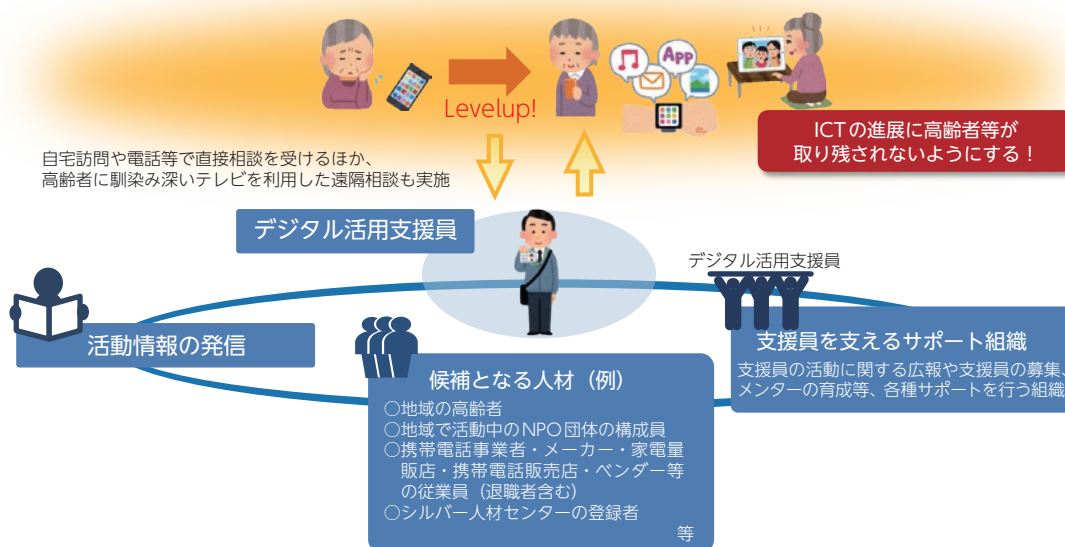 App
Levelup!
ICTの進展に高齢者等が
取り残されないようにする！
自宅訪問や電話等で直接相談を受けるほか、
高齢者に馴染み深いテレビを利用した遠隔相談も実施
デジタル活用支援員
デジタル活用支援員
活動情報の発信
支援員を支えるサポート組織
支援員の活動に関する広報や支援員の募集、
メンターの育成等、各種サポートを行う組織
候補となる人材（例）
○地域の高齢者
○地域で活動中のNPO団体の構成員
○携帯電話事業者・メーカー・家電量
販店・携帯電話販売店・ベンダー等
の従業員（退職者含む）
○シルバー人材センターの登録者
等